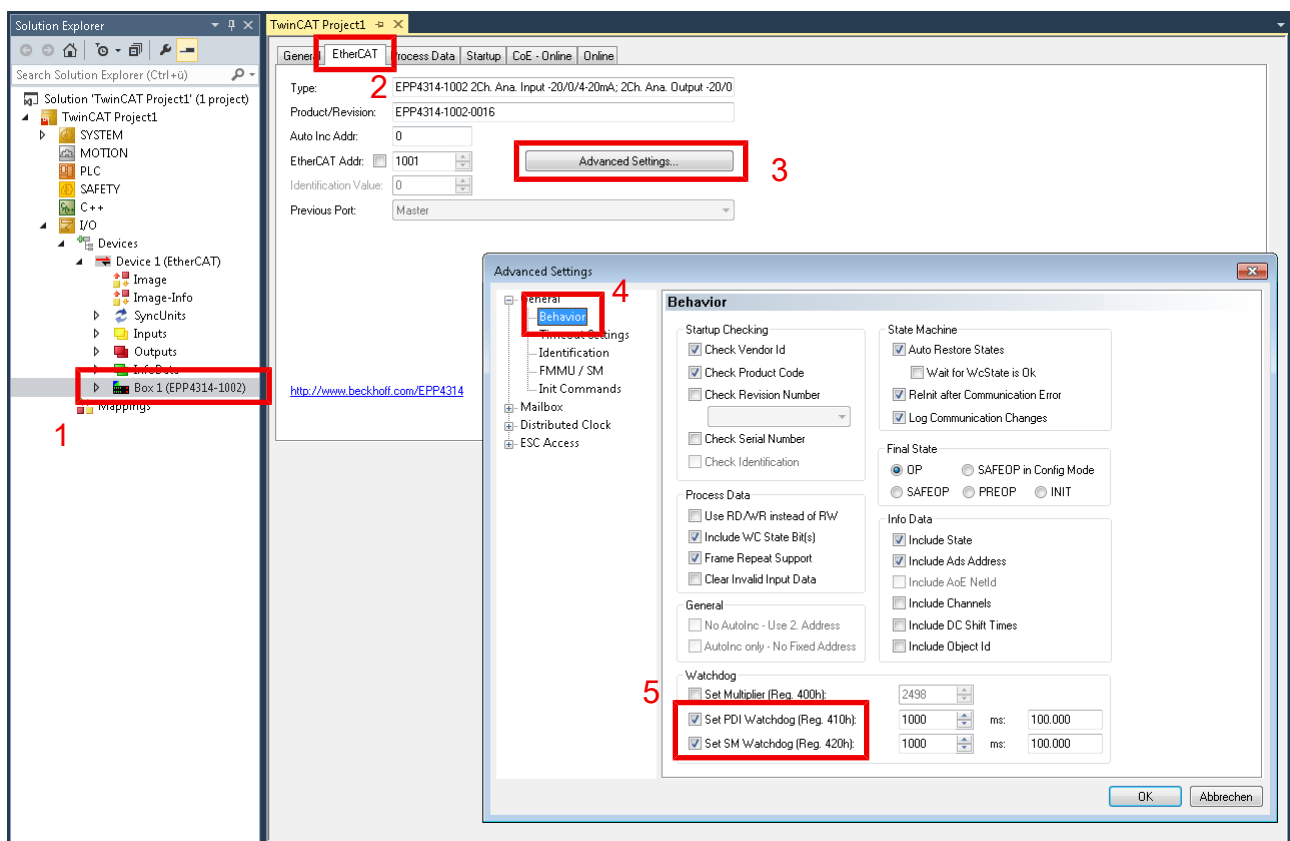 Solution Explorer
Search Solution Explorer (Ctrl+ü)
Solution 'TwinCAT Project1' (1 project)
TwinCAT Project1
SYSTEM
MOTION
PLC
SAFETY
C++
I/O
Devices
Device 1 (EtherCAT)
Image
Image-Info
SyncUnits
Inputs
Outputs
InfoData
Box 1 (EPP4314-1002)
Mappings
1
TwinCAT Project1
General EtherCAT Process Data Startup CoE - Online Online
2
Type: EPP4314-1002 2Ch. Ana. Input -20/0/4-20mA; 2Ch. Ana. Output -20/0
Product/Revision: EPP4314-1002-0016
Auto Inc Addr: 0
EtherCAT Addr: 1001 Advanced Settings...
3
Identification Value: 0
Previous Port: Master
http://www.beckhoff.com/EPP4314
Advanced Settings
4
General
Behavior
Timeout Settings
Identification
FMMU / SM
Init Commands
Mailbox
Distributed Clock
ESC Access
Behavior
Startup Checking
Check Vendor Id
Check Product Code
Check Revision Number
Check Serial Number
Check Identification
Process Data
Use RD/WR instead of RW
Include WC State Bit(s)
Frame Repeat Support
Clear Invalid Input Data
General
No AutoInc - Use 2. Address
AutoInc only - No Fixed Address
State Machine
Auto Restore States
Wait for WcState is Ok
ReInit after Communication Error
Log Communication Changes
Final State
OP SAFEOP in Config Mode
SAFEOP PREOP INIT
Info Data
Include State
Include Ads Address
Include AoE NetId
Include Channels
Include DC Shift Times
Include Object Id
Watchdog
5
Set Multiplier (Reg. 400h): 2498
Set PDI Watchdog (Reg. 410h): 1000 ms: 100.000
Set SM Watchdog (Reg. 420h): 1000 ms: 100.000
OK Abbrechen